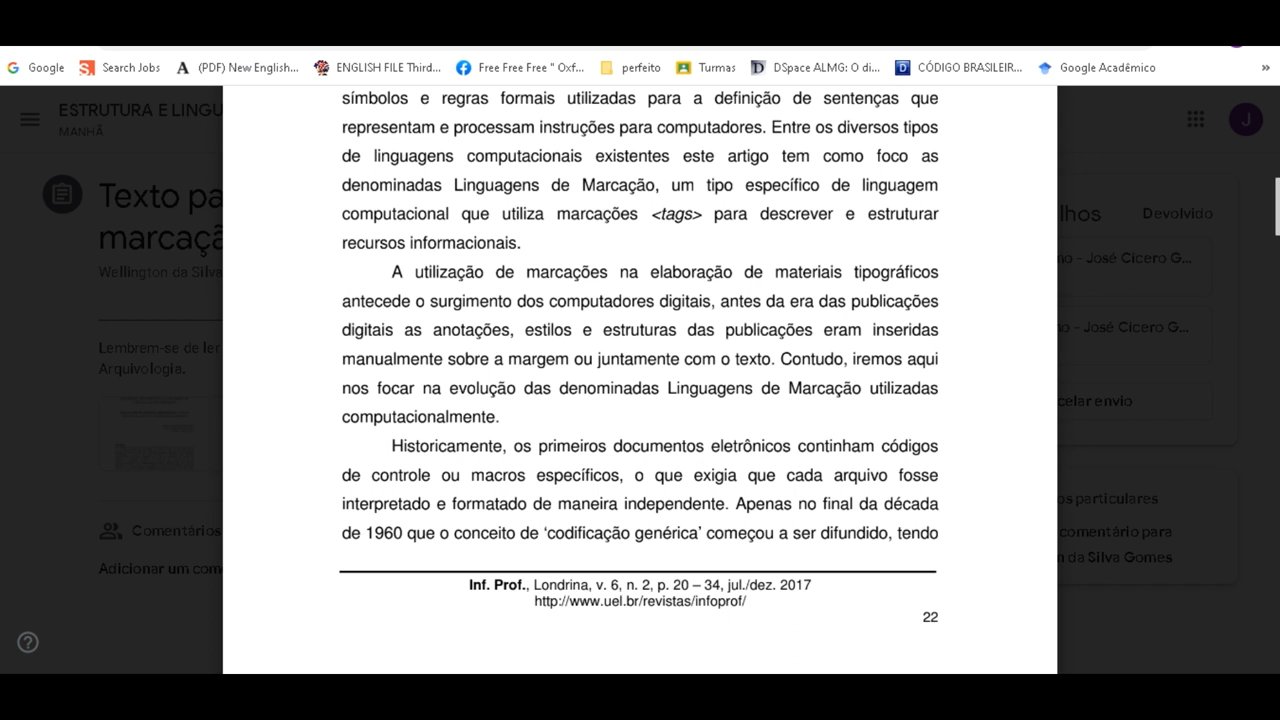 Google
Search Jobs
(PDF) New English...
ENGLISH FILE Third...
Free Free Free " Oxf...
perfeito
Turmas
DSpace ALMG: O di...
CÓDIGO BRASILEIR...
Google Acadêmico
»
ESTRUTURA E LINGU
MANHÃ
J
Texto pa
marcaçã
Wellington da Silva
Lembrem-se de ler
Arquivologia.
Comentários
Adicionar um com
símbolos e regras formais utilizadas para a definição de sentenças que
representam e processam instruções para computadores. Entre os diversos tipos
de linguagens computacionais existentes este artigo tem como foco as
denominadas Linguagens de Marcação, um tipo específico de linguagem
computacional que utiliza marcações <tags> para descrever e estruturar
recursos informacionais.
A utilização de marcações na elaboração de materiais tipográficos
antecede o surgimento dos computadores digitais, antes da era das publicações
digitais as anotações, estilos e estruturas das publicações eram inseridas
manualmente sobre a margem ou juntamente com o texto. Contudo, iremos aqui
nos focar na evolução das denominadas Linguagens de Marcação utilizadas
computacionalmente.
Historicamente, os primeiros documentos eletrônicos continham códigos
de controle ou macros específicos, o que exigia que cada arquivo fosse
interpretado e formatado de maneira independente. Apenas no final da década
de 1960 que o conceito de ‘codificação genérica’ começou a ser difundido, tendo
Inf. Prof., Londrina, v. 6, n. 2, p. 20 – 34, jul./dez. 2017
http://www.uel.br/revistas/infoprof/
22
lhos
Devolvido
no - José Cícero G...
no - José Cícero G...
celar envio
os particulares
comentário para
n da Silva Gomes